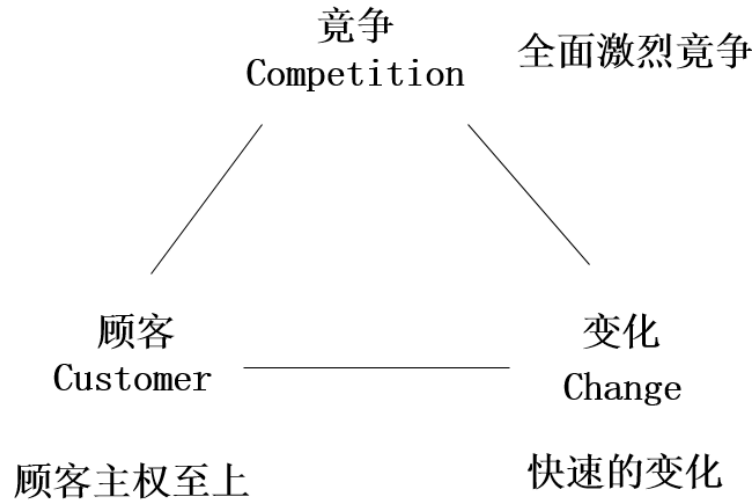 竞争
Competition
全面激烈竞争
顾客
Customer
变化
Change
顾客主权至上
快速的变化